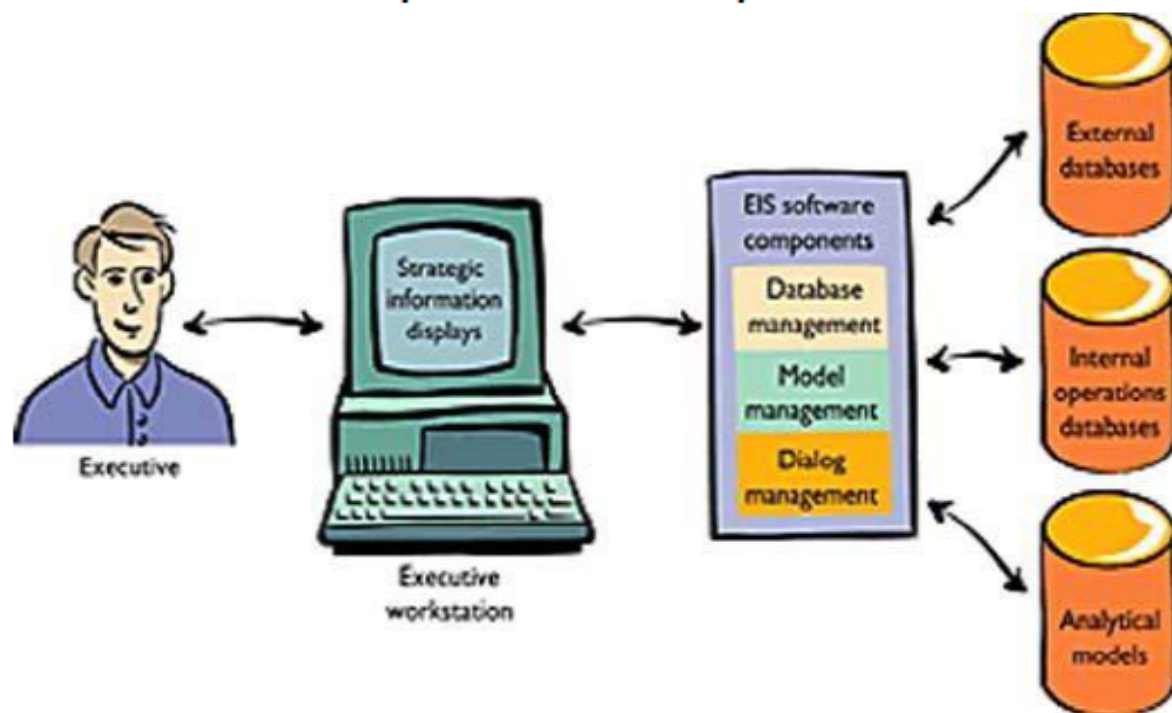 Executive
Strategic
information
displays
Executive
workstation
EIS software
components
Database
management
Model
management
Dialog
management
External
databases
Internal
operations
databases
Analytical
models